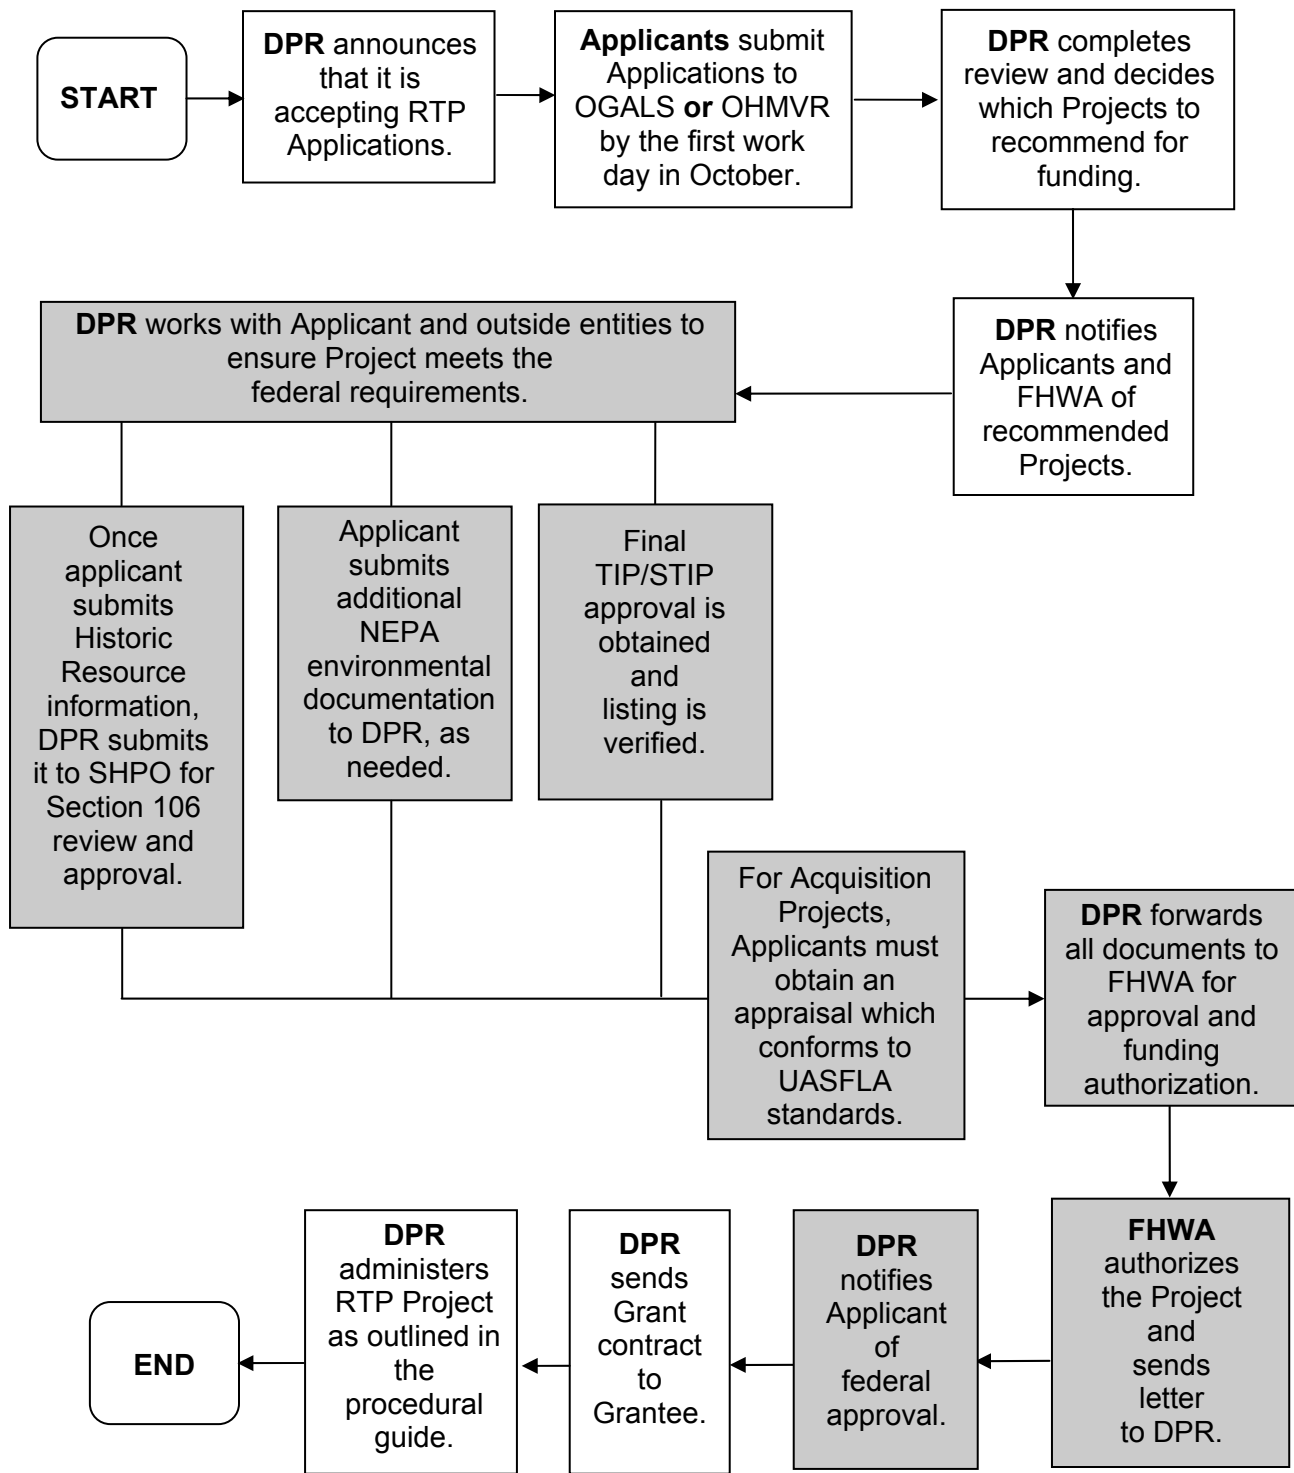 START
DPR announces
that it is
accepting RTP
Applications.
Applicants submit
Applications to
OGALS or OHMVR
by the first work
day in October.
DPR completes
review and decides
which Projects to
recommend for
funding.
DPR notifies
Applicants and
FHWA of
recommended
Projects.
DPR works with Applicant and outside entities to
ensure Project meets the
federal requirements.
Once
applicant
submits
Historic
Resource
information,
DPR submits
it to SHPO for
Section 106
review and
approval.
Applicant
submits
additional
NEPA
environmental
documentation
to DPR, as
needed.
Final
TIP/STIP
approval is
obtained
and
listing is
verified.
For Acquisition
Projects,
Applicants must
obtain an
appraisal which
conforms to
UASFLA
standards.
DPR forwards
all documents to
FHWA for
approval and
funding
authorization.
FHWA
authorizes
the Project
and
sends
letter
to DPR.
DPR
notifies
Applicant
of
federal
approval.
DPR
sends
Grant
contract
to
Grantee.
DPR
administers
RTP Project
as outlined in
the
procedural
guide.
END